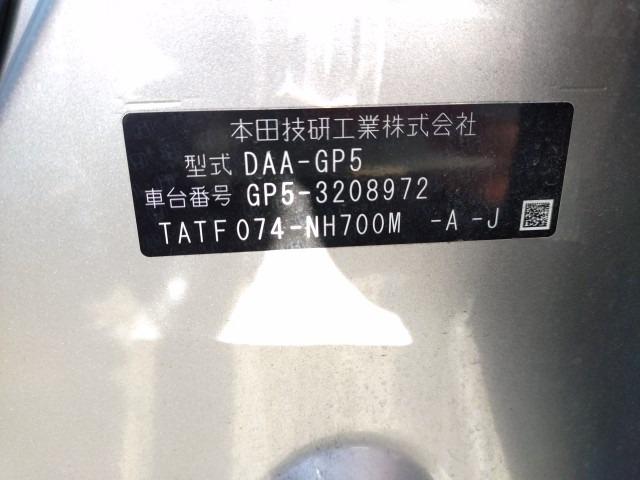 本田技研工業株式会社
型式 DAA-GP5
車台番号 GP5-3208972
TATF074-NH700M -A -J